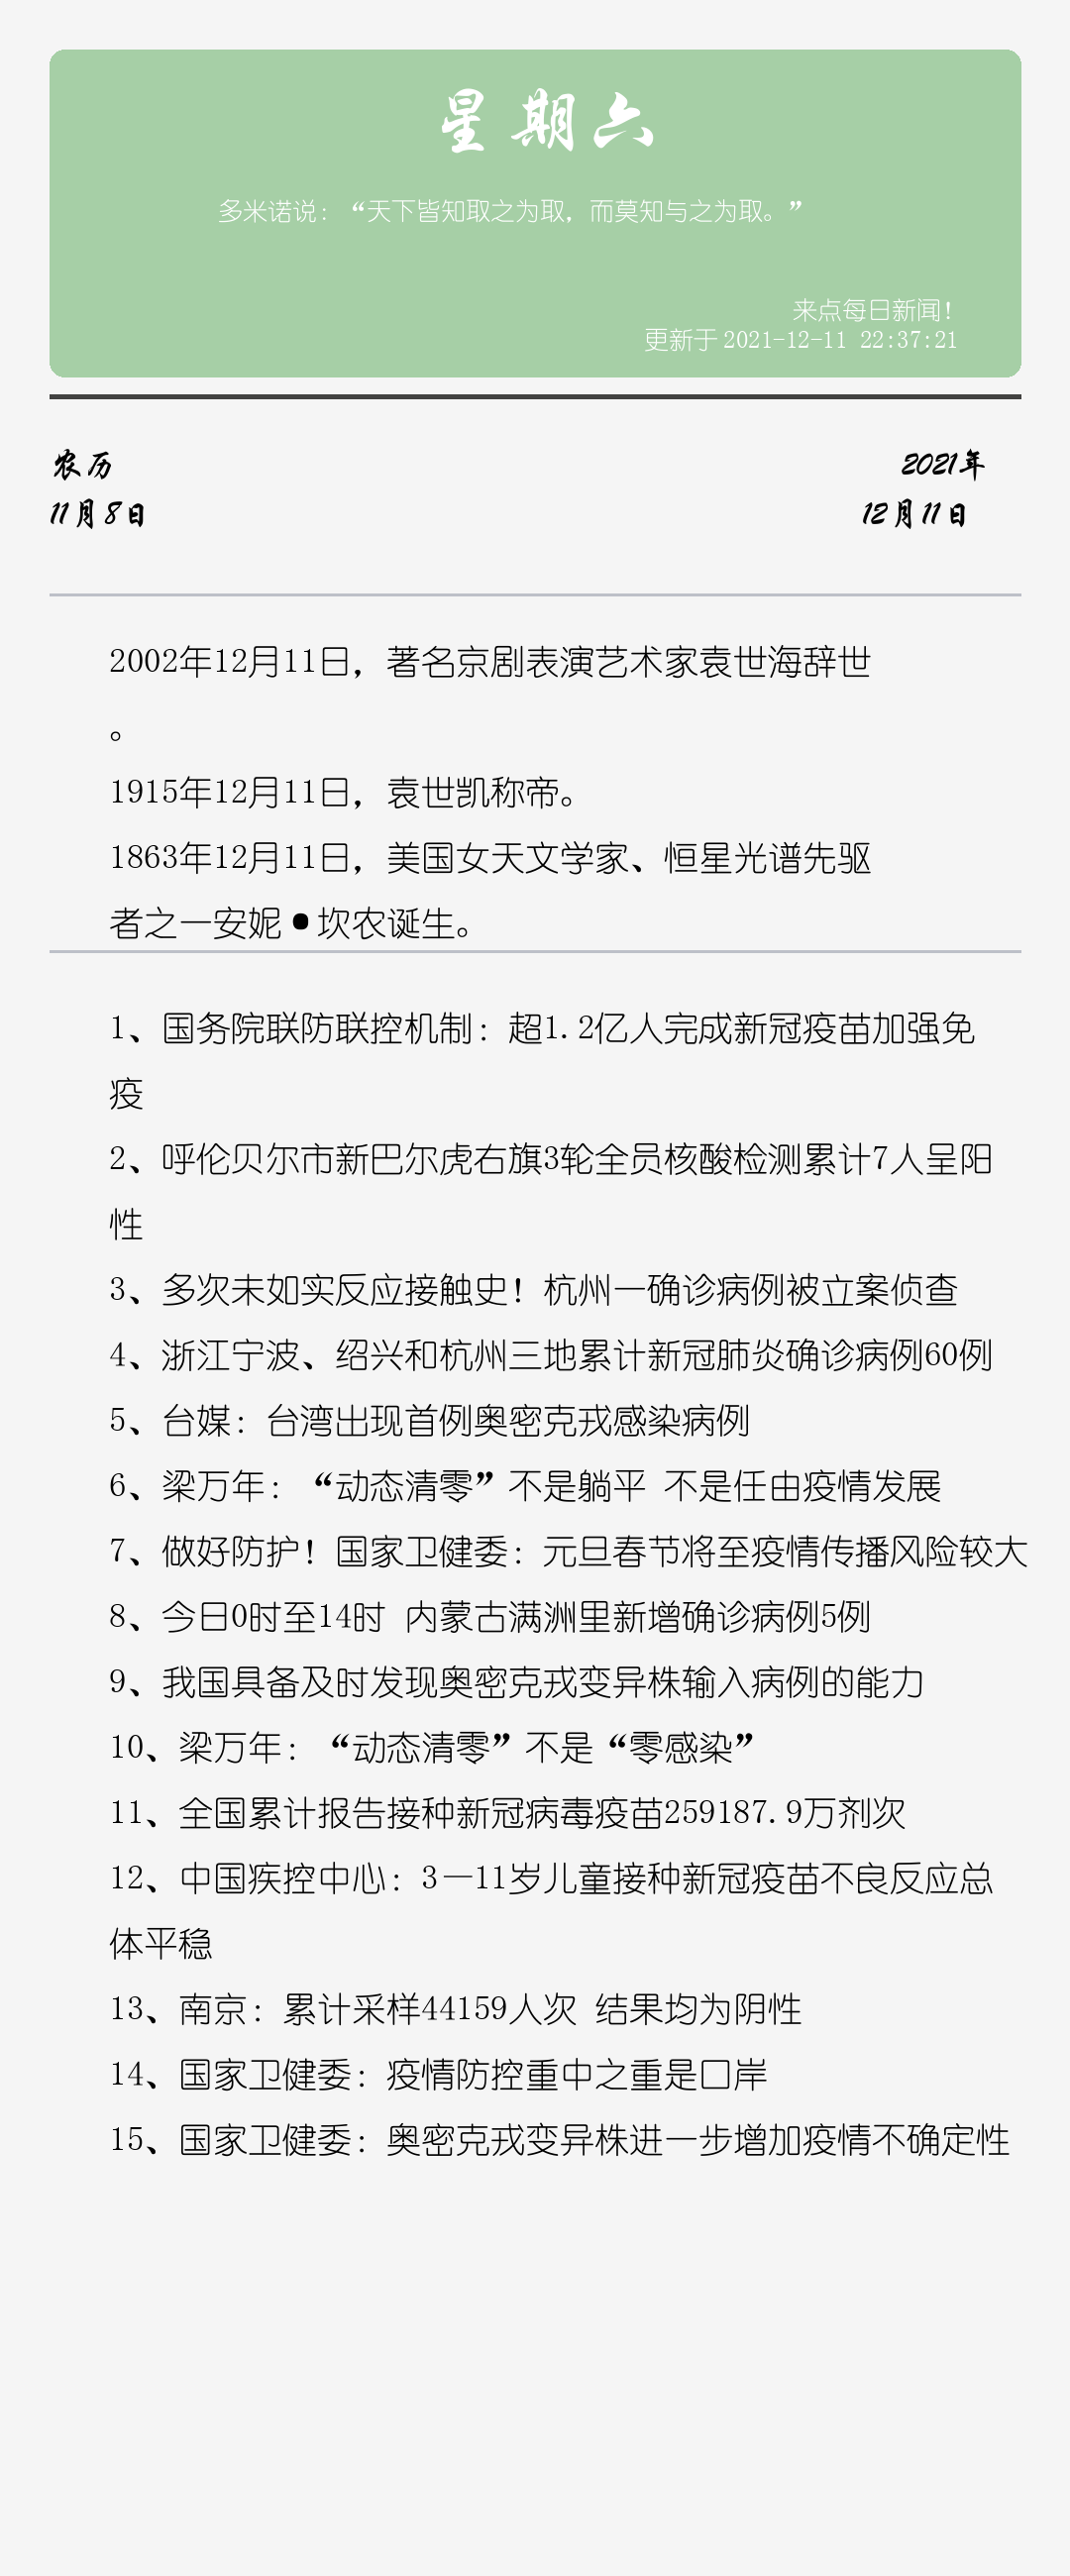 星期六
多米诺说：“天下皆知取之为取，而莫知与之为取。”
来点每日新闻！
更新于2021-12-11 22:37:21
农历
2021年
11月8日
12月11日
2002年12月11日，著名京剧表演艺术家袁世海辞世
。
1915年12月11日，袁世凯称帝。
1863年12月11日，美国女天文学家、恒星光谱先驱
者之一安妮•坎农诞生。
1、国务院联防联控机制：超1.2亿人完成新冠疫苗加强免
疫
2、呼伦贝尔市新巴尔虎右旗3轮全员核酸检测累计7人呈阳
性
3、多次未如实反应接触史！杭州一确诊病例被立案侦查
4、浙江宁波、绍兴和杭州三地累计新冠肺炎确诊病例60例
5、台媒：台湾出现首例奥密克戎感染病例
6、梁万年：“动态清零”不是躺平 不是任由疫情发展
7、做好防护！国家卫健委：元旦春节将至疫情传播风险较大
8、今日0时至14时 内蒙古满洲里新增确诊病例5例
9、我国具备及时发现奥密克戎变异株输入病例的能力
10、梁万年：“动态清零”不是“零感染”
11、全国累计报告接种新冠病毒疫苗259187.9万剂次
12、中国疾控中心：3—11岁儿童接种新冠疫苗不良反应总
体平稳
13、南京：累计采样44159人次 结果均为阴性
14、国家卫健委：疫情防控重中之重是口岸
15、国家卫健委：奥密克戎变异株进一步增加疫情不确定性